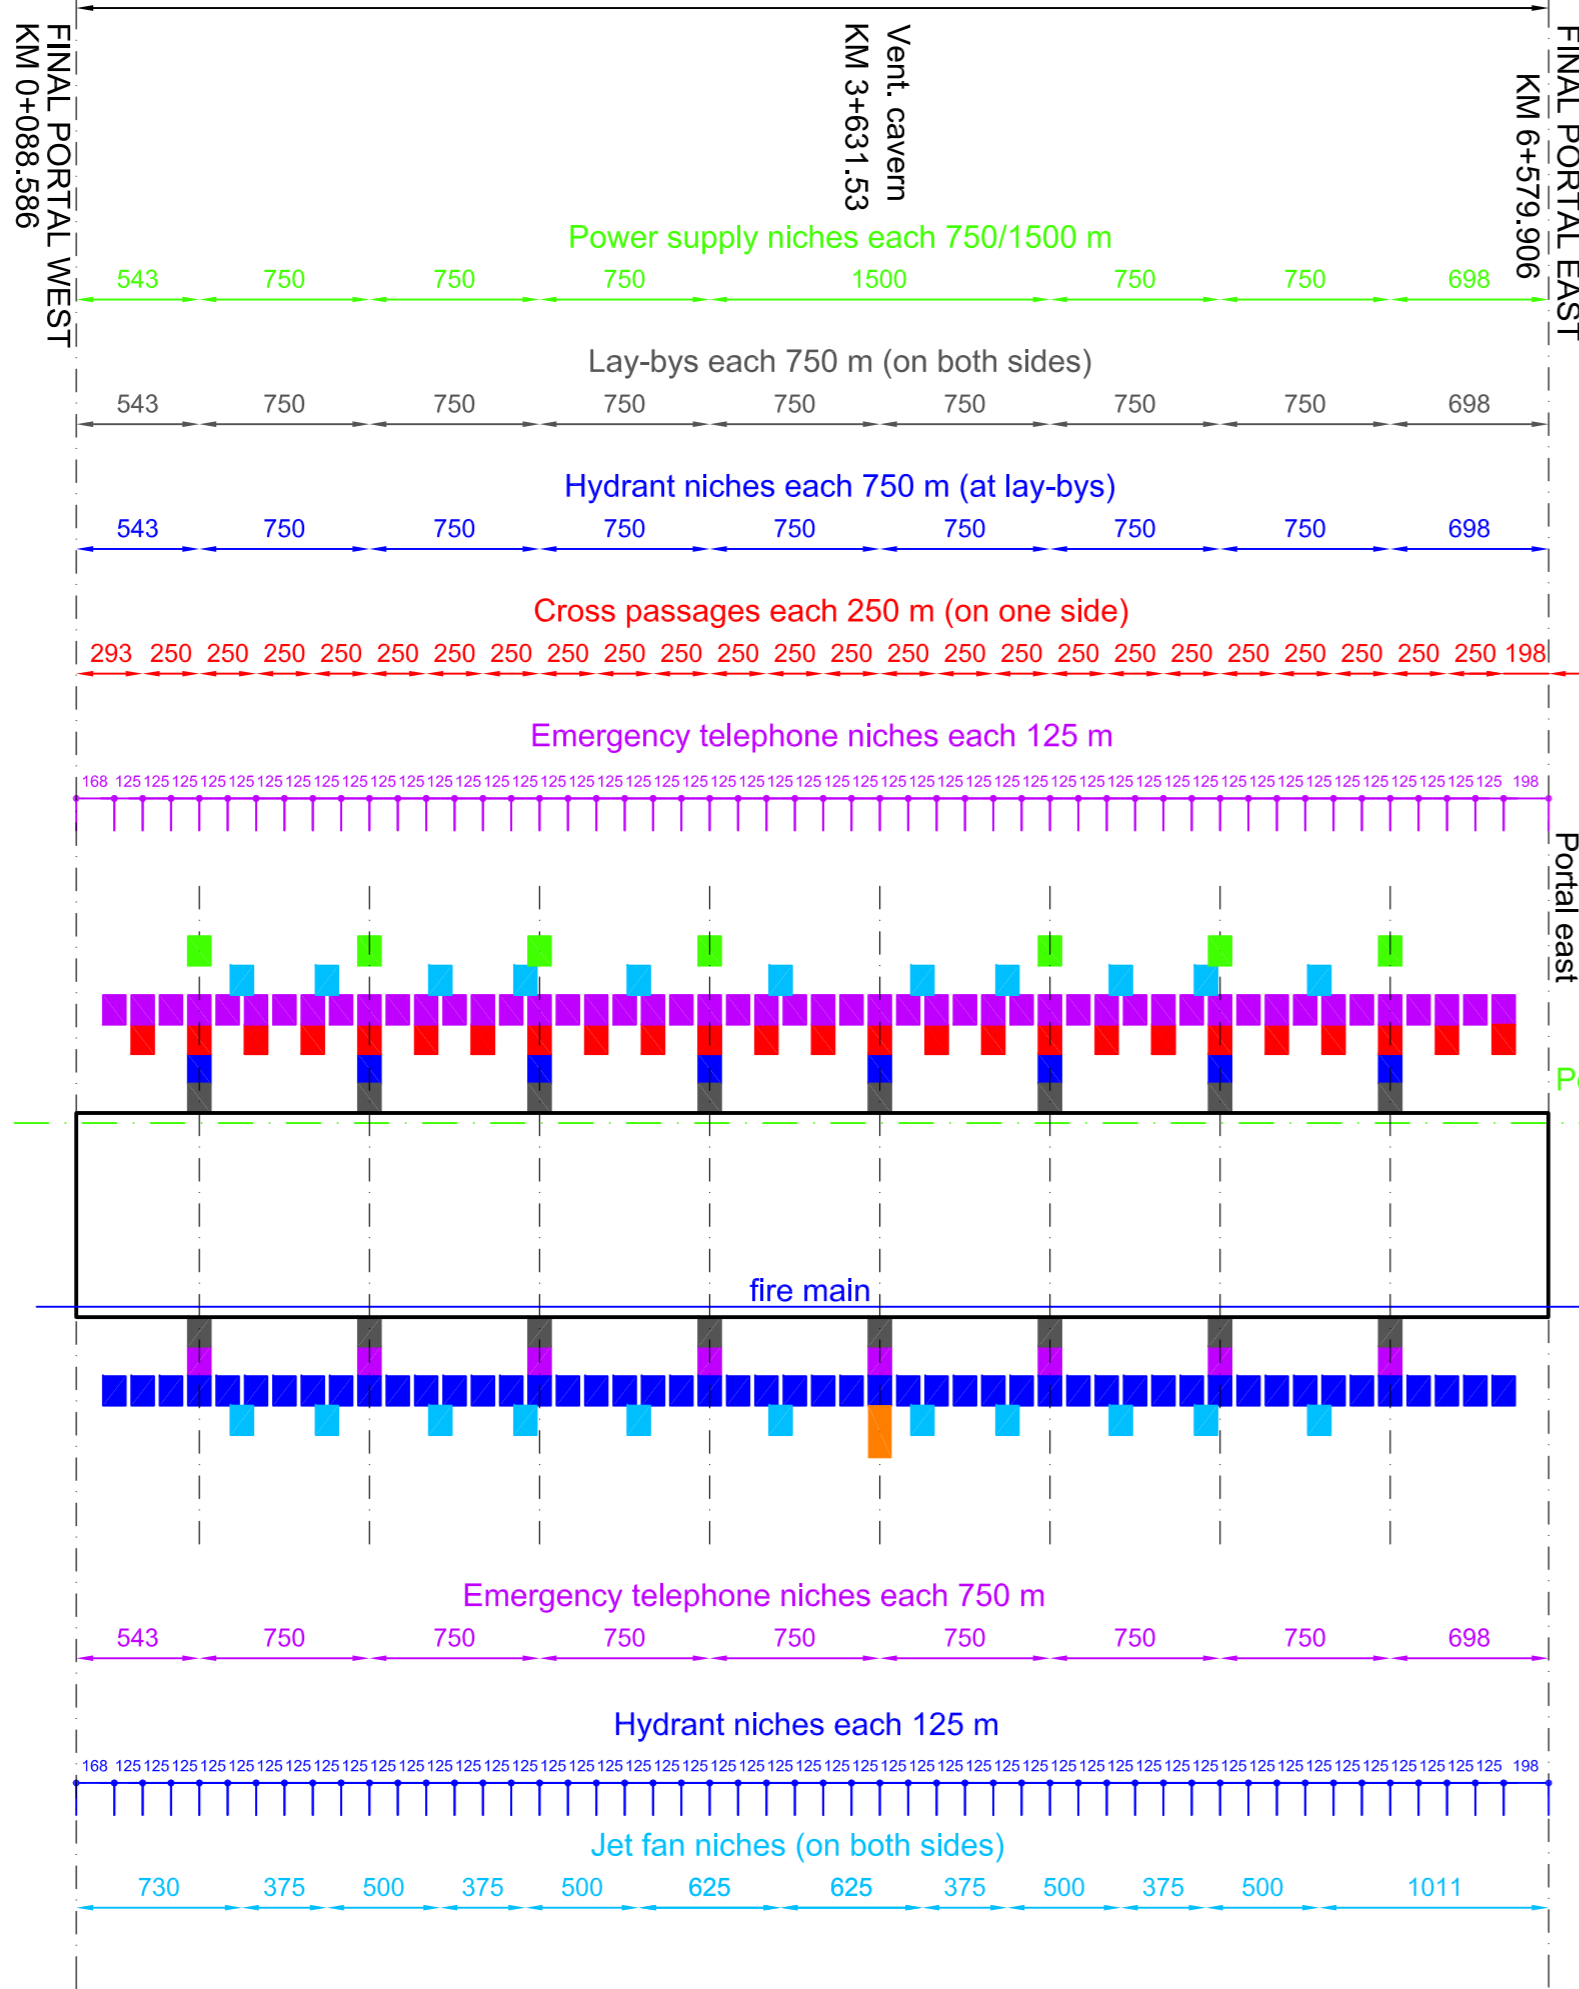 FINAL PORTAL WEST
KM 0+088.586
Vent. cavern
KM 3+631.53
FINAL PORTAL EAST
KM 6+579.906
Power supply niches each 750/1500 m
543 750 750 750 1500 750 750 698
Lay-bys each 750 m (on both sides)
543 750 750 750 750 750 750 750 698
Hydrant niches each 750 m (at lay-bys)
543 750 750 750 750 750 750 750 698
Cross passages each 250 m (on one side)
293 250 250 250 250 250 250 250 250 250 250 250 250 250 250 250 250 250 250 250 250 250 250 250 250 198
Emergency telephone niches each 125 m
168 125 125 125 125 125 125 125 125 125 125 125 125 125 125 125 125 125 125 125 125 125 125 125 125 125 125 125 125 125 125 125 125 125 125 125 125 125 125 125 125 125 125 125 125 125 125 125 125 125 198
Portal east
fire main
Emergency telephone niches each 750 m
543 750 750 750 750 750 750 750 698
Hydrant niches each 125 m
168 125 125 125 125 125 125 125 125 125 125 125 125 125 125 125 125 125 125 125 125 125 125 125 125 125 125 125 125 125 125 125 125 125 125 125 125 125 125 125 125 125 125 125 125 125 125 125 125 125 198
Jet fan niches (on both sides)
730 375 500 375 500 625 625 375 500 375 500 1011